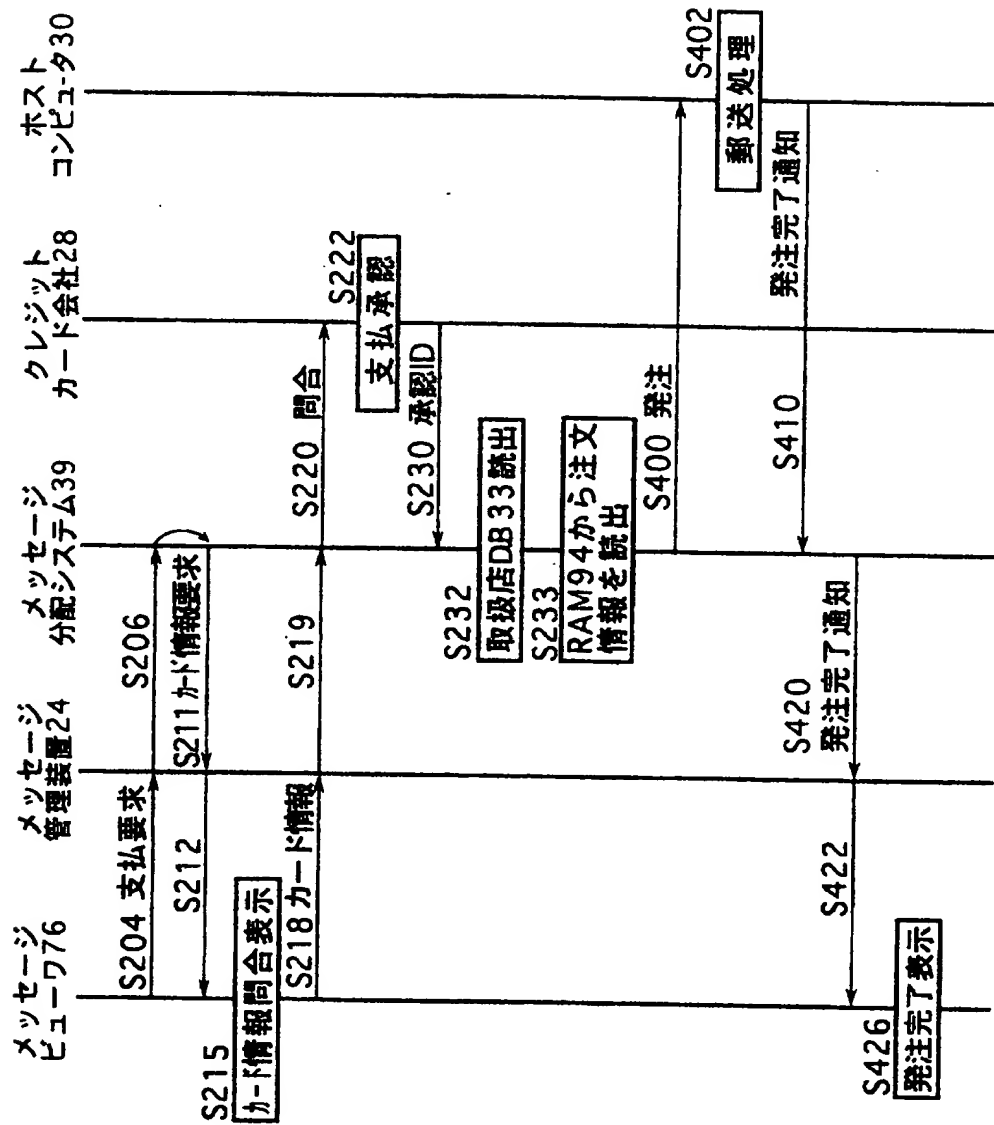 メッセージ
ビューワ76
メッセージ
管理装置24
メッセージ
分配システム39
クレジット
カード会社28
ホスト
コンピュータ30
S204 支払要求
S206
S211カード情報要求
S212
S215
カード情報問合表示
S218カード情報
S219
S220 問合
S222
支払承認
S230 承認ID
S232
取扱店DB33読出
S233
RAM94から注文
情報を読出
S400 発注
S402
郵送処理
S410
発注完了通知
S420
発注完了通知
S422
S426
発注完了表示